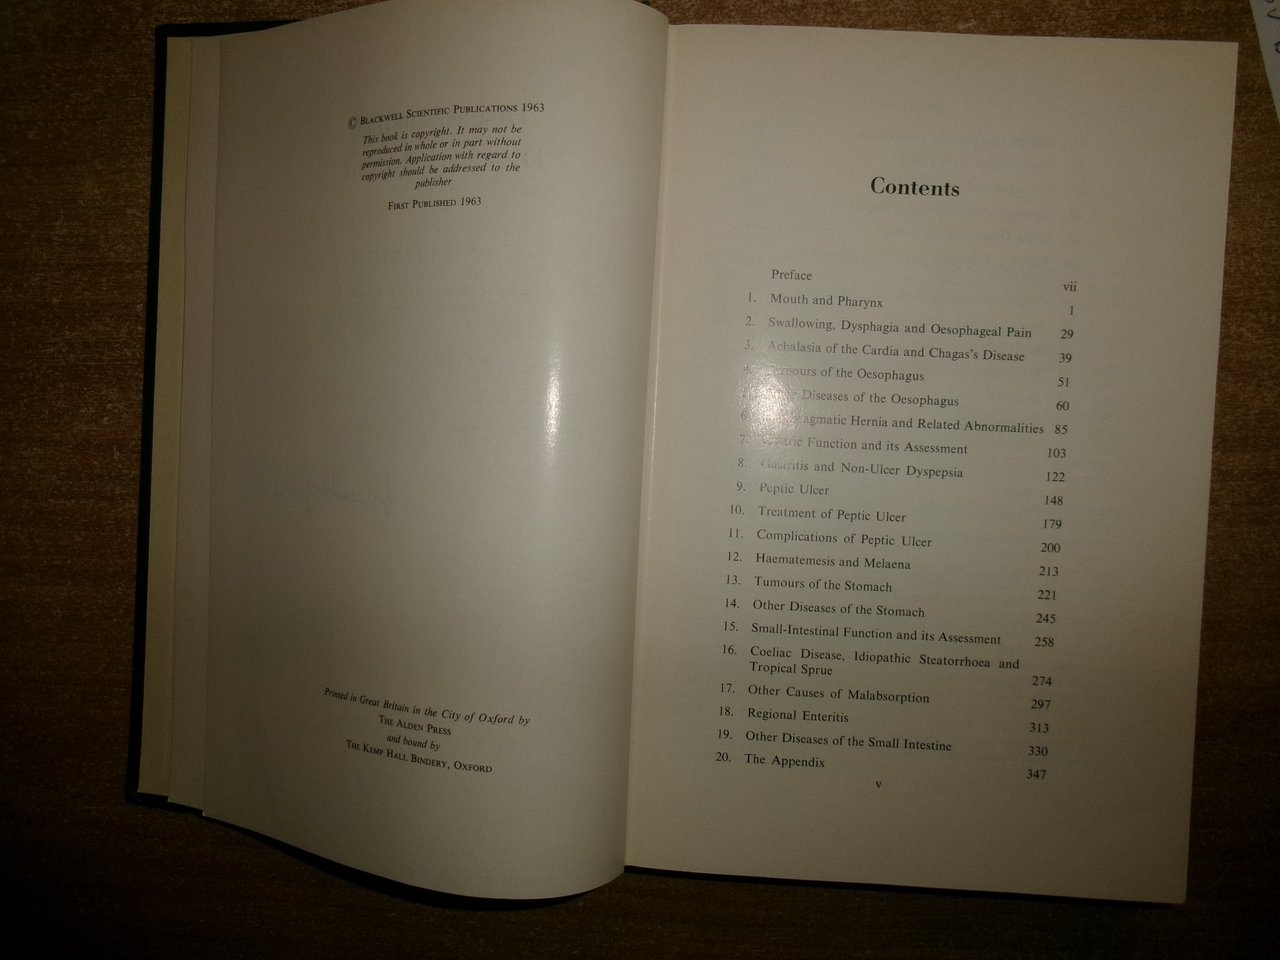 © BLACKWELL SCIENTIFIC PUBLICATIONS 1963
This book is copyright. It may not be
reproduced in whole or in part without
permission. Application with regard to
copyright should be addressed to the
publisher
FIRST PUBLISHED 1963
Printed in Great Britain in the City of Oxford by
THE ALDEN PRESS
and bound by
THE KEMP HALL BINDERY, OXFORD
Contents
Preface vii
1. Mouth and Pharynx 1
2. Swallowing, Dysphagia and Oesophageal Pain 29
3. Achalasia of the Cardia and Chagas's Disease 39
4. Tumours of the Oesophagus 51
Diseases of the Oesophagus 60
6. Diaphragmatic Hernia and Related Abnormalities 85
7. Gastric Function and its Assessment 103
8. Gastritis and Non-Ulcer Dyspepsia 122
9. Peptic Ulcer 148
10. Treatment of Peptic Ulcer 179
11. Complications of Peptic Ulcer 200
12. Haematemesis and Melaena 213
13. Tumours of the Stomach 221
14. Other Diseases of the Stomach 245
15. Small-Intestinal Function and its Assessment 258
16. Coeliac Disease, Idiopathic Steatorrhoea and
Tropical Sprue 274
17. Other Causes of Malabsorption 297
18. Regional Enteritis 313
19. Other Diseases of the Small Intestine 330
20. The Appendix 347
v